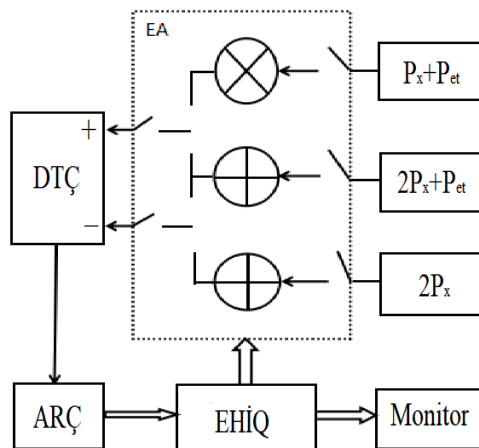 EA
Pₓ+Pₑₜ
+
DTÇ
2Pₓ+Pₑₜ
−
2Pₓ
ARÇ
EHİQ
Monitor